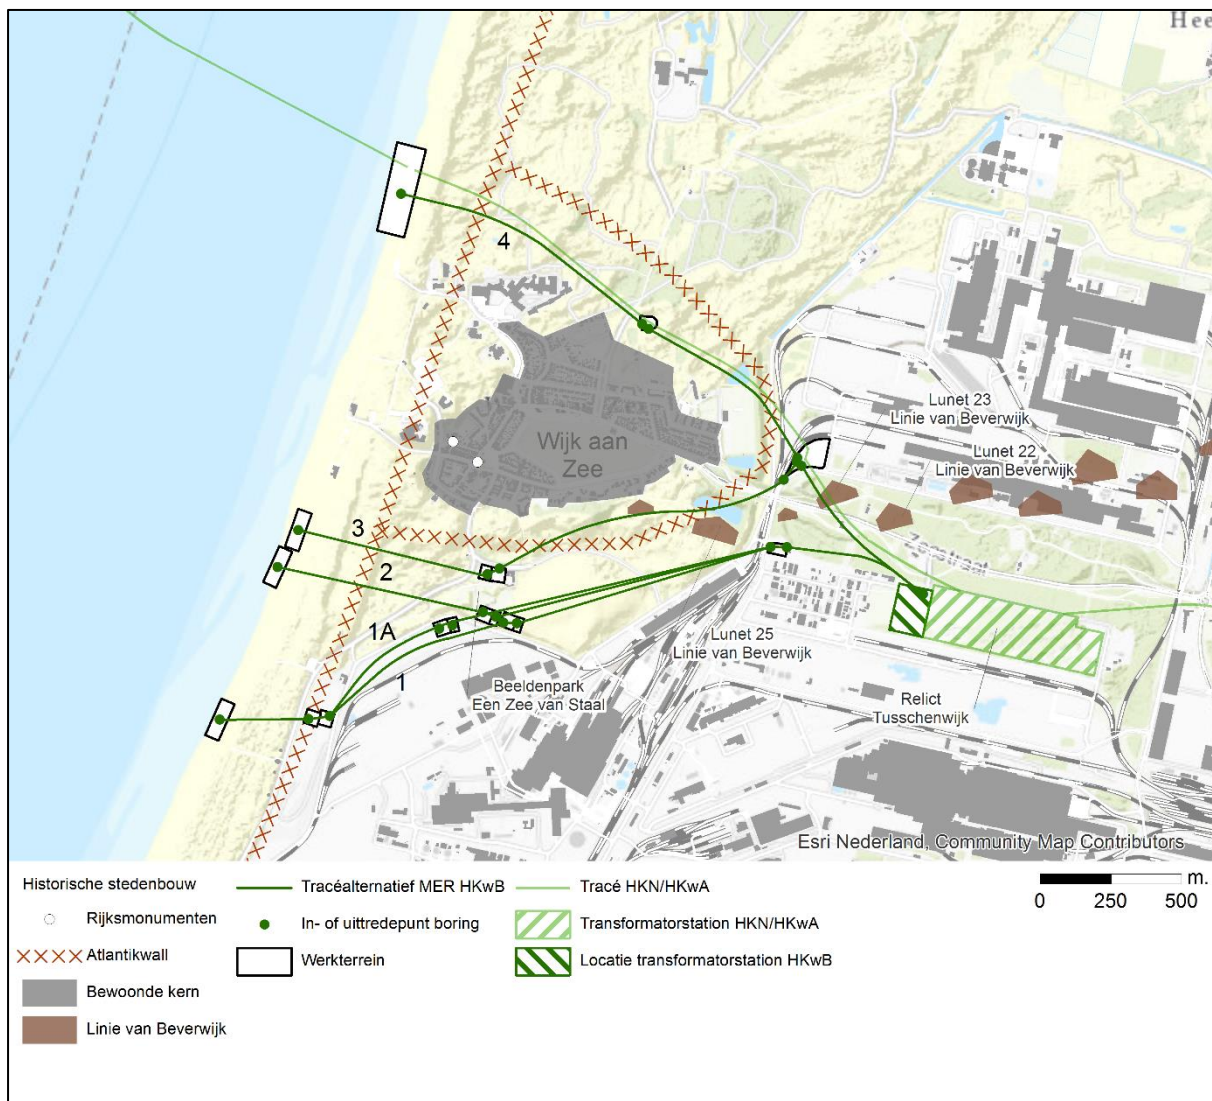 Hee
4
Lunet 23
Linie van Beverwijk
Wijk aan
Zee
Lunet 22
Linie van Beverwijk
3
2
Zeestraat
1A
1
Lunet 25
Linie van Beverwijk
Beeldenpark
Een Zee van Staal
Relict
Tusschenwijk
Esri Nederland, Community Map Contributors
Historische stedenbouw
Rijksmonumenten
Atlantikwall
Bewoonde kern
Linie van Beverwijk
Tracéalternatief MER HKwB
In- of uittredepunt boring
Werkterrein
Tracé HKN/HKwA
Transformatorstation HKN/HKwA
Locatie transformatorstation HKwB
m.
0 250 500